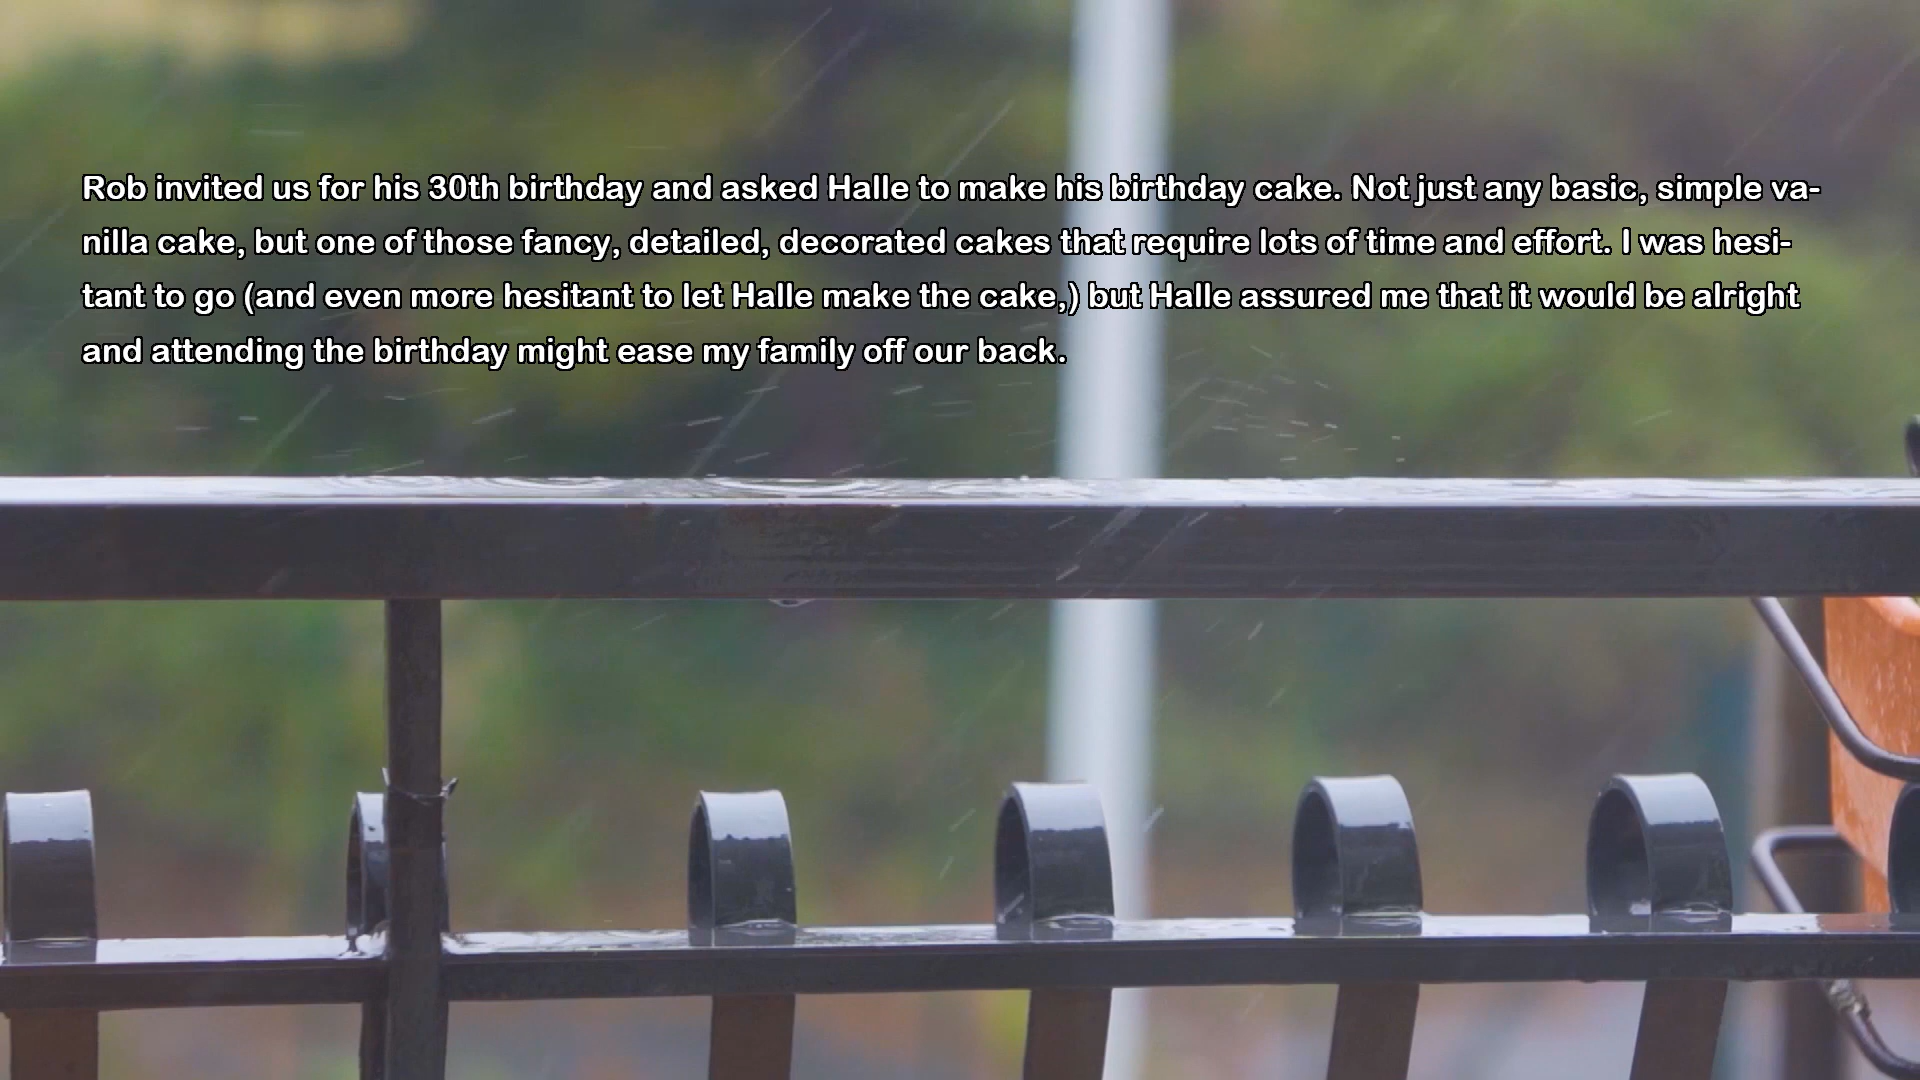 Rob invited us for his 30th birthday and asked Halle to make his birthday cake. Not just any basic, simple va-
nilla cake, but one of those fancy, detailed, decorated cakes that require lots of time and effort. I was hesi-
tant to go (and even more hesitant to let Halle make the cake,) but Halle assured me that it would be alright
and attending the birthday might ease my family off our back.